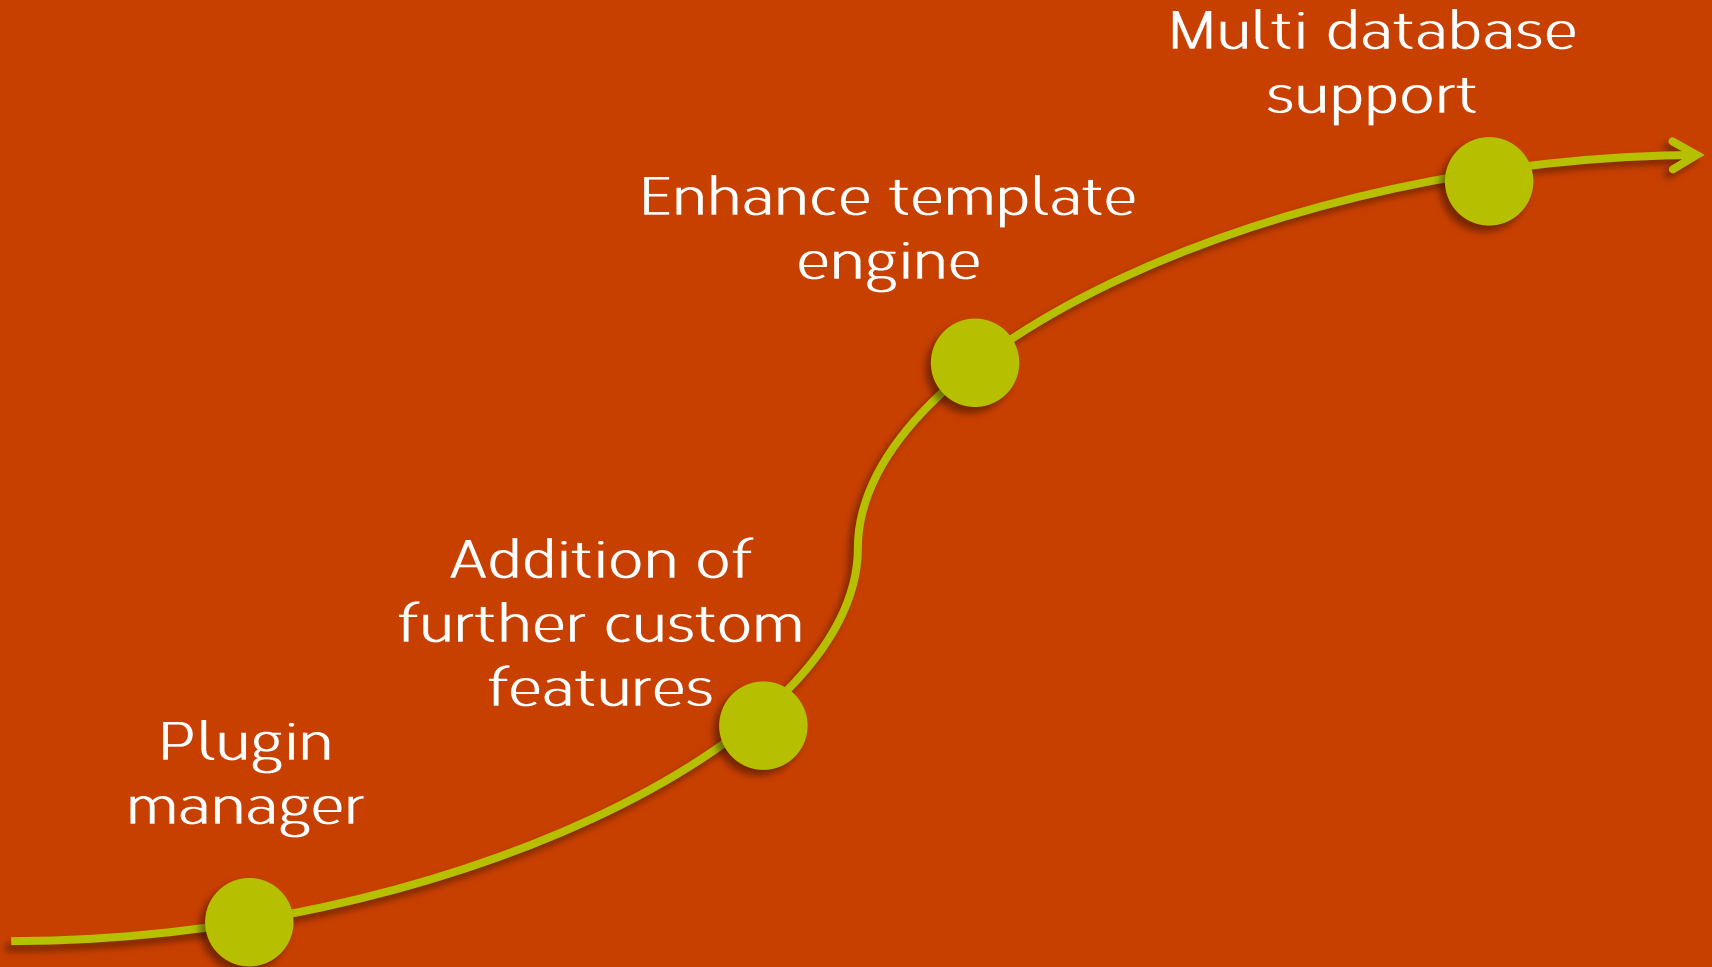 Multi database
support
Enhance template
engine
Addition of
further custom
features
Plugin
manager